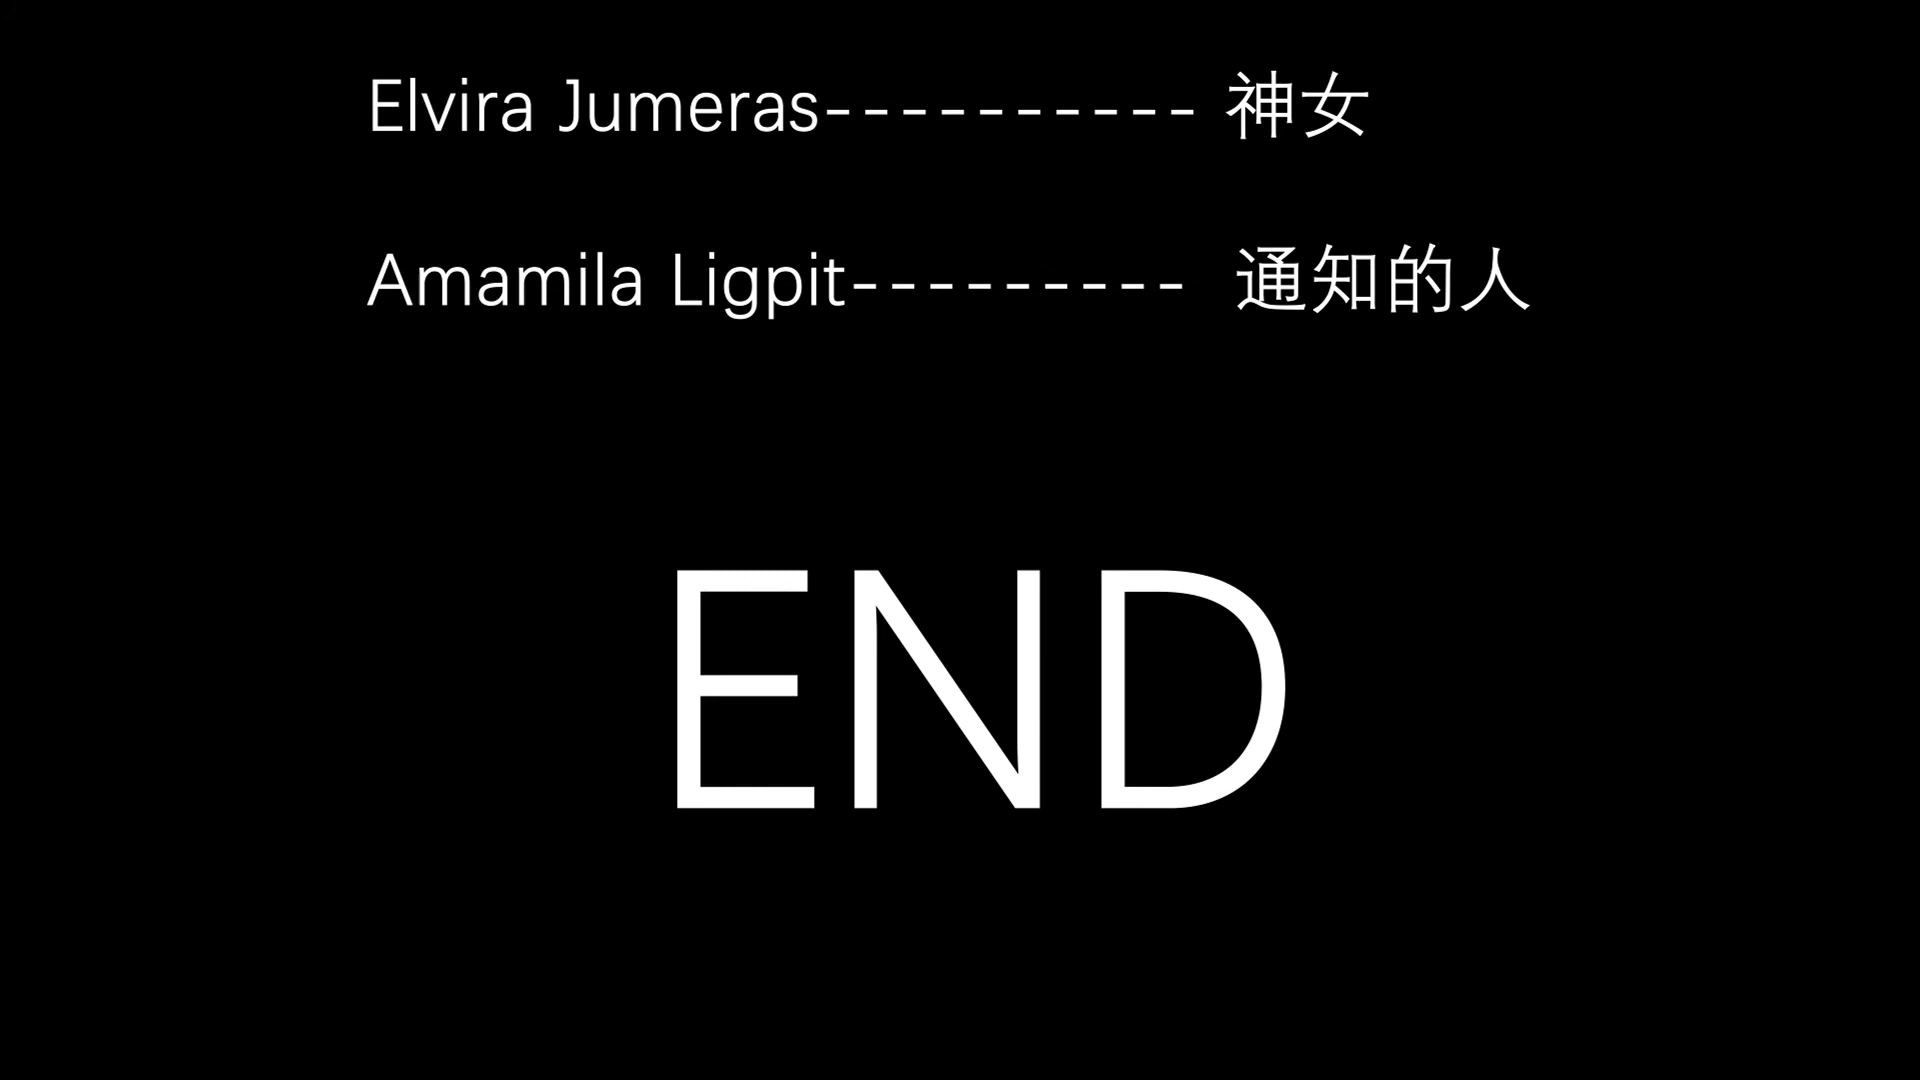 Elvira Jumeras---------- 神女
Amamila Ligpit--------- 通知的人
END